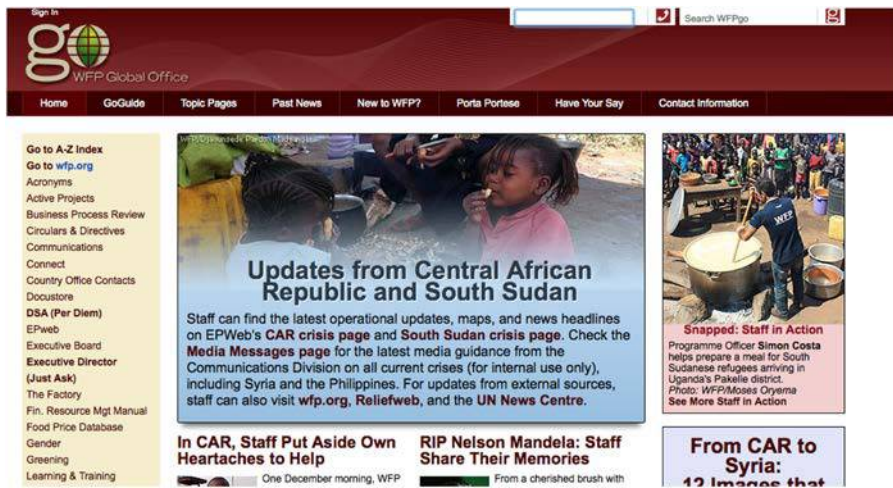 Sign In
Search WFPgo
go
WFP Global Office
Home GoGuide Topic Pages Past News New to WFP? Porta Portese Have Your Say Contact Information
Go to A-Z Index
Go to wfp.org
Acronyms
Active Projects
Business Process Review
Circulars & Directives
Communications
Connect
Country Office Contacts
Docustore
DSA (Per Diem)
EPweb
Executive Board
Executive Director
(Just Ask)
The Factory
Fin. Resource Mgt Manual
Food Price Database
Gender
Greening
Learning & Training
Updates from Central African
Republic and South Sudan
Staff can find the latest operational updates, maps, and news headlines
on EPWeb's CAR crisis page and South Sudan crisis page. Check the
Media Messages page for the latest media guidance from the
Communications Division on all current crises (for internal use only),
including Syria and the Philippines. For updates from external sources,
staff can also visit wfp.org, Reliefweb, and the UN News Centre.
In CAR, Staff Put Aside Own
Heartaches to Help
One December morning, WFP
RIP Nelson Mandela: Staff
Share Their Memories
From a cherished brush with
WFP
Snapped: Staff in Action
Programme Officer Simon Costa
helps prepare a meal for South
Sudanese refugees arriving in
Uganda's Pakelle district.
Photo: WFP/Moses Oryema
See More Staff in Action
From CAR to
Syria:
12 Images that